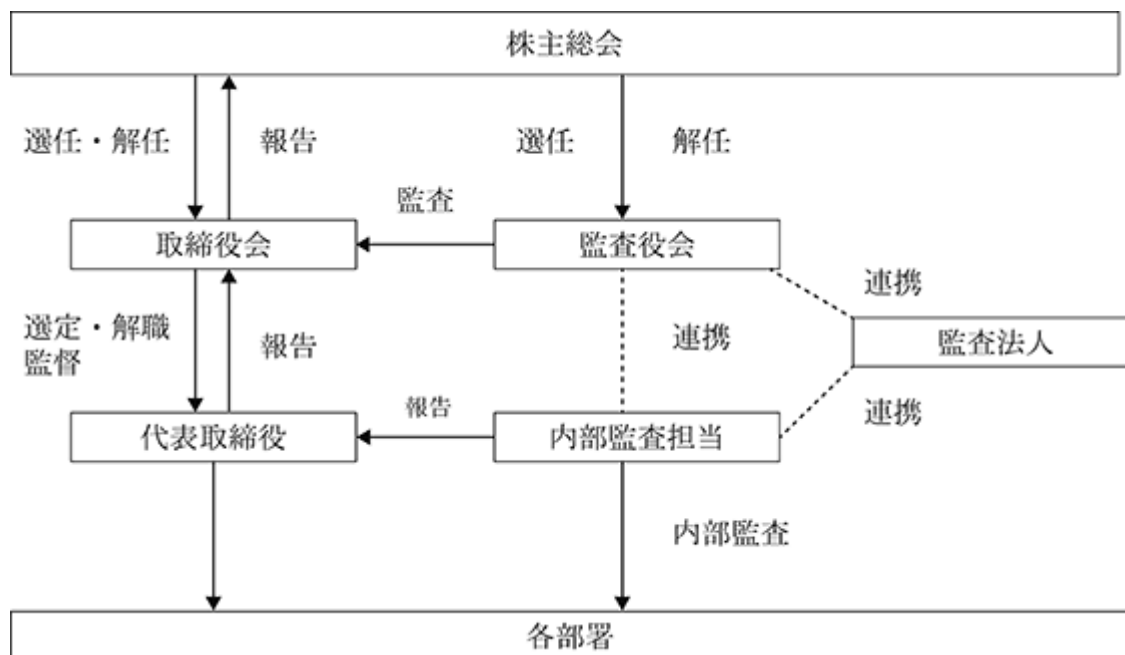 株主総会
選任・解任
報告
選任
解任
監査
取締役会
監査役会
連携
選定・解職
監督
報告
連携
監査法人
報告
連携
代表取締役
内部監査担当
内部監査
各部署